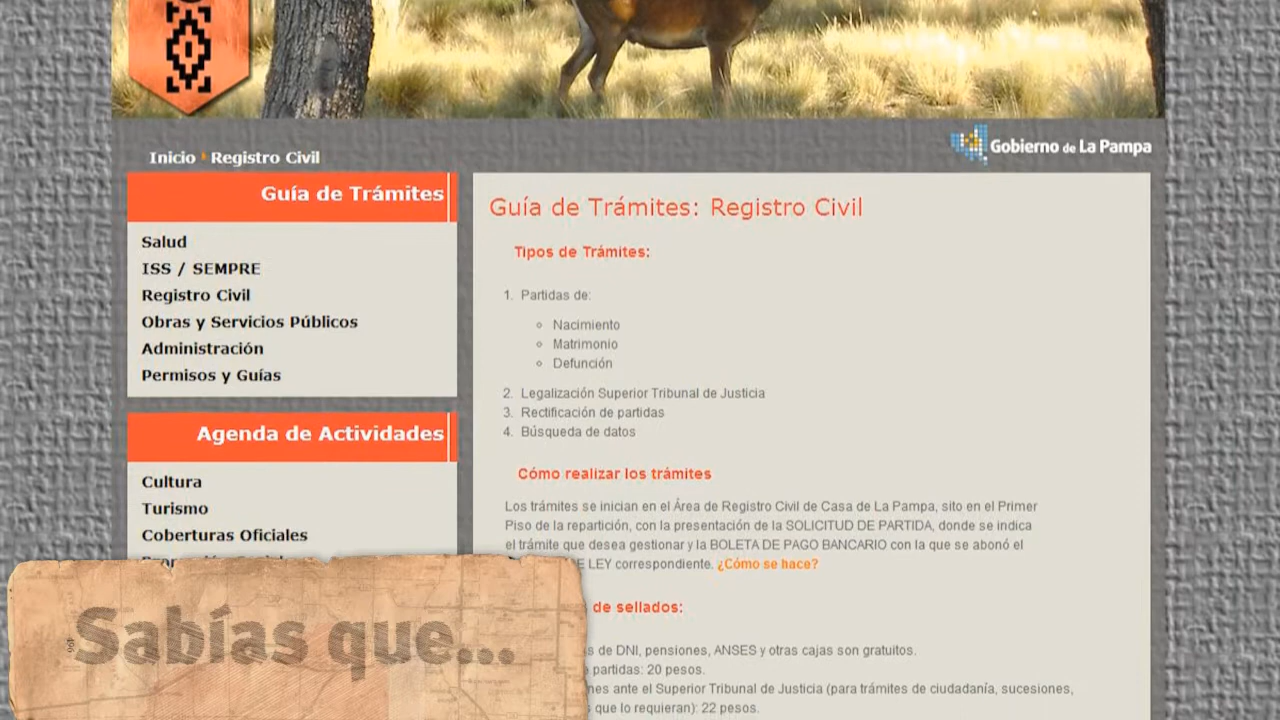 Gobierno de La Pampa
Inicio Registro Civil
Guía de Trámites
Salud
ISS / SEMPRE
Registro Civil
Obras y Servicios Públicos
Administración
Permisos y Guías
Agenda de Actividades
Cultura
Turismo
Coberturas Oficiales
Guía de Trámites: Registro Civil
Tipos de Trámites:
1. Partidas de:
Nacimiento
Matrimonio
Defunción
2. Legalización Superior Tribunal de Justicia
3. Rectificación de partidas
4. Búsqueda de datos
Cómo realizar los trámites
Los trámites se inician en el Área de Registro Civil de Casa de La Pampa, sito en el Primer
Piso de la repartición, con la presentación de la SOLICITUD DE PARTIDA, donde se indica
el trámite que desea gestionar y la BOLETA DE PAGO BANCARIO con la que se abonó el
LEY correspondiente. ¿Cómo se hace?
de sellados:
de DNI, pensiones, ANSES y otras cajas son gratuitos.
partidas: 20 pesos.
ante el Superior Tribunal de Justicia (para trámites de ciudadanía, sucesiones,
que lo requieran): 22 pesos.
Sabías que...